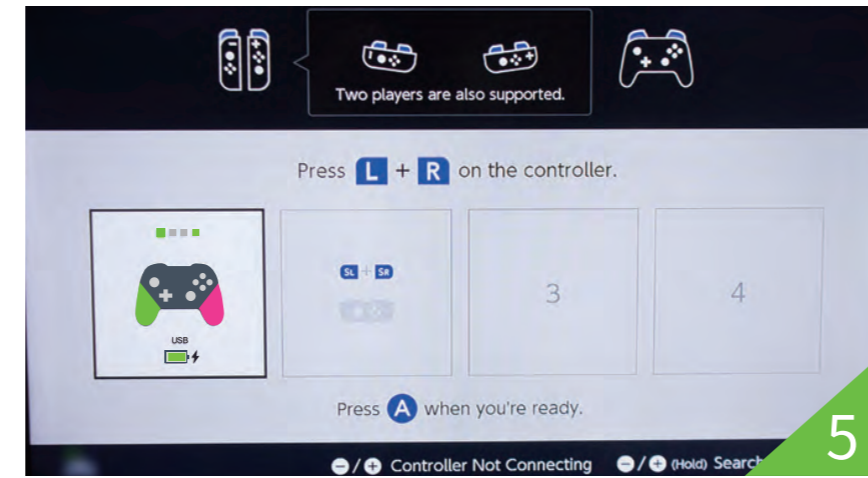 Two players are also supported.
Press L + R on the controller.
SL + SR
3
4
USB
Press A when you're ready.
-/+ Controller Not Connecting -/+ (Hold) Search
5